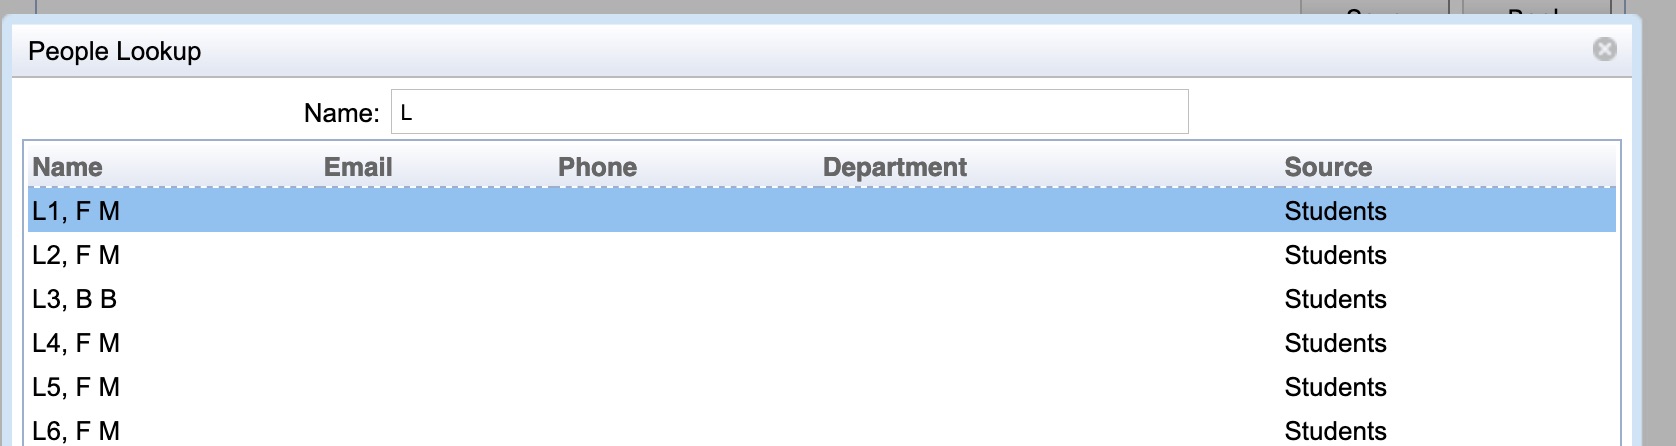 People Lookup
Name: L
Name Email Phone Department Source
L1, F M Students
L2, F M Students
L3, B B Students
L4, F M Students
L5, F M Students
L6, F M Students